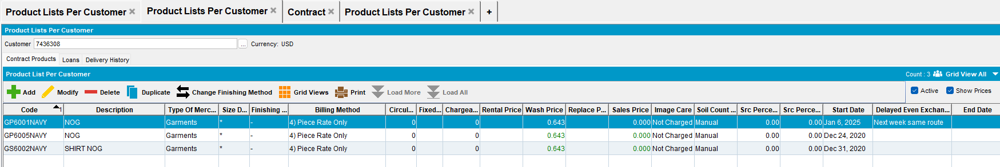 Product Lists Per Customer × Product Lists Per Customer × Contract × Product Lists Per Customer × +
Product Lists Per Customer
Customer 7436308 ... Currency: USD
Contract Products Loans Delivery History
Product List Per Customer Count : 3 Grid View All
Add Modify Delete Duplicate Change Finishing Method Grid Views Print Load More Load All Active Show Prices
Code 1 Description Type Of Merc... Size D... Finishing ... Billing Method Circul... Fixed... Chargea... Rental Price Wash Price Replace P... Sales Price Image Care Soil Count ... Src Perce... Src Perce... Start Date Delayed Even Exchan... End Date
GP6001NAVY NOG Garments * - 4) Piece Rate Only 0 0 0.643 0.000 Not Charged Manual 0.00 0.00 Jan 6, 2025 Next week same route
GP6005NAVY NOG Garments * - 4) Piece Rate Only 0 0 0.643 0.000 Not Charged Manual 0.00 0.00 Dec 24, 2020
GS6002NAVY SHIRT NOG Garments * - 4) Piece Rate Only 0 0 0.643 0.000 Not Charged Manual 0.00 0.00 Dec 31, 2020